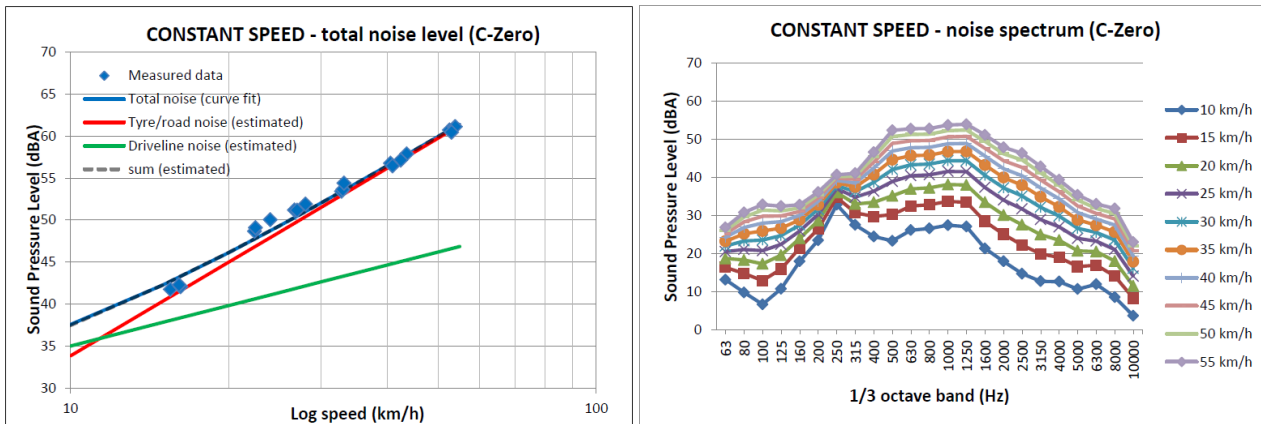 CONSTANT SPEED - total noise level (C-Zero)
70
65
60
55
50
45
40
35
30
Sound Pressure Level (dBA)
Measured data
Total noise (curve fit)
Tyre/road noise (estimated)
Driveline noise (estimated)
sum (estimated)
10
100
Log speed (km/h)
CONSTANT SPEED - noise spectrum (C-Zero)
70
60
50
40
30
20
10
0
Sound Pressure Level (dBA)
63
80
100
125
160
200
250
315
400
500
630
800
1000
1250
1600
2000
2500
3150
4000
5000
6300
8000
10000
1/3 octave band (Hz)
10 km/h
15 km/h
20 km/h
25 km/h
30 km/h
35 km/h
40 km/h
45 km/h
50 km/h
55 km/h